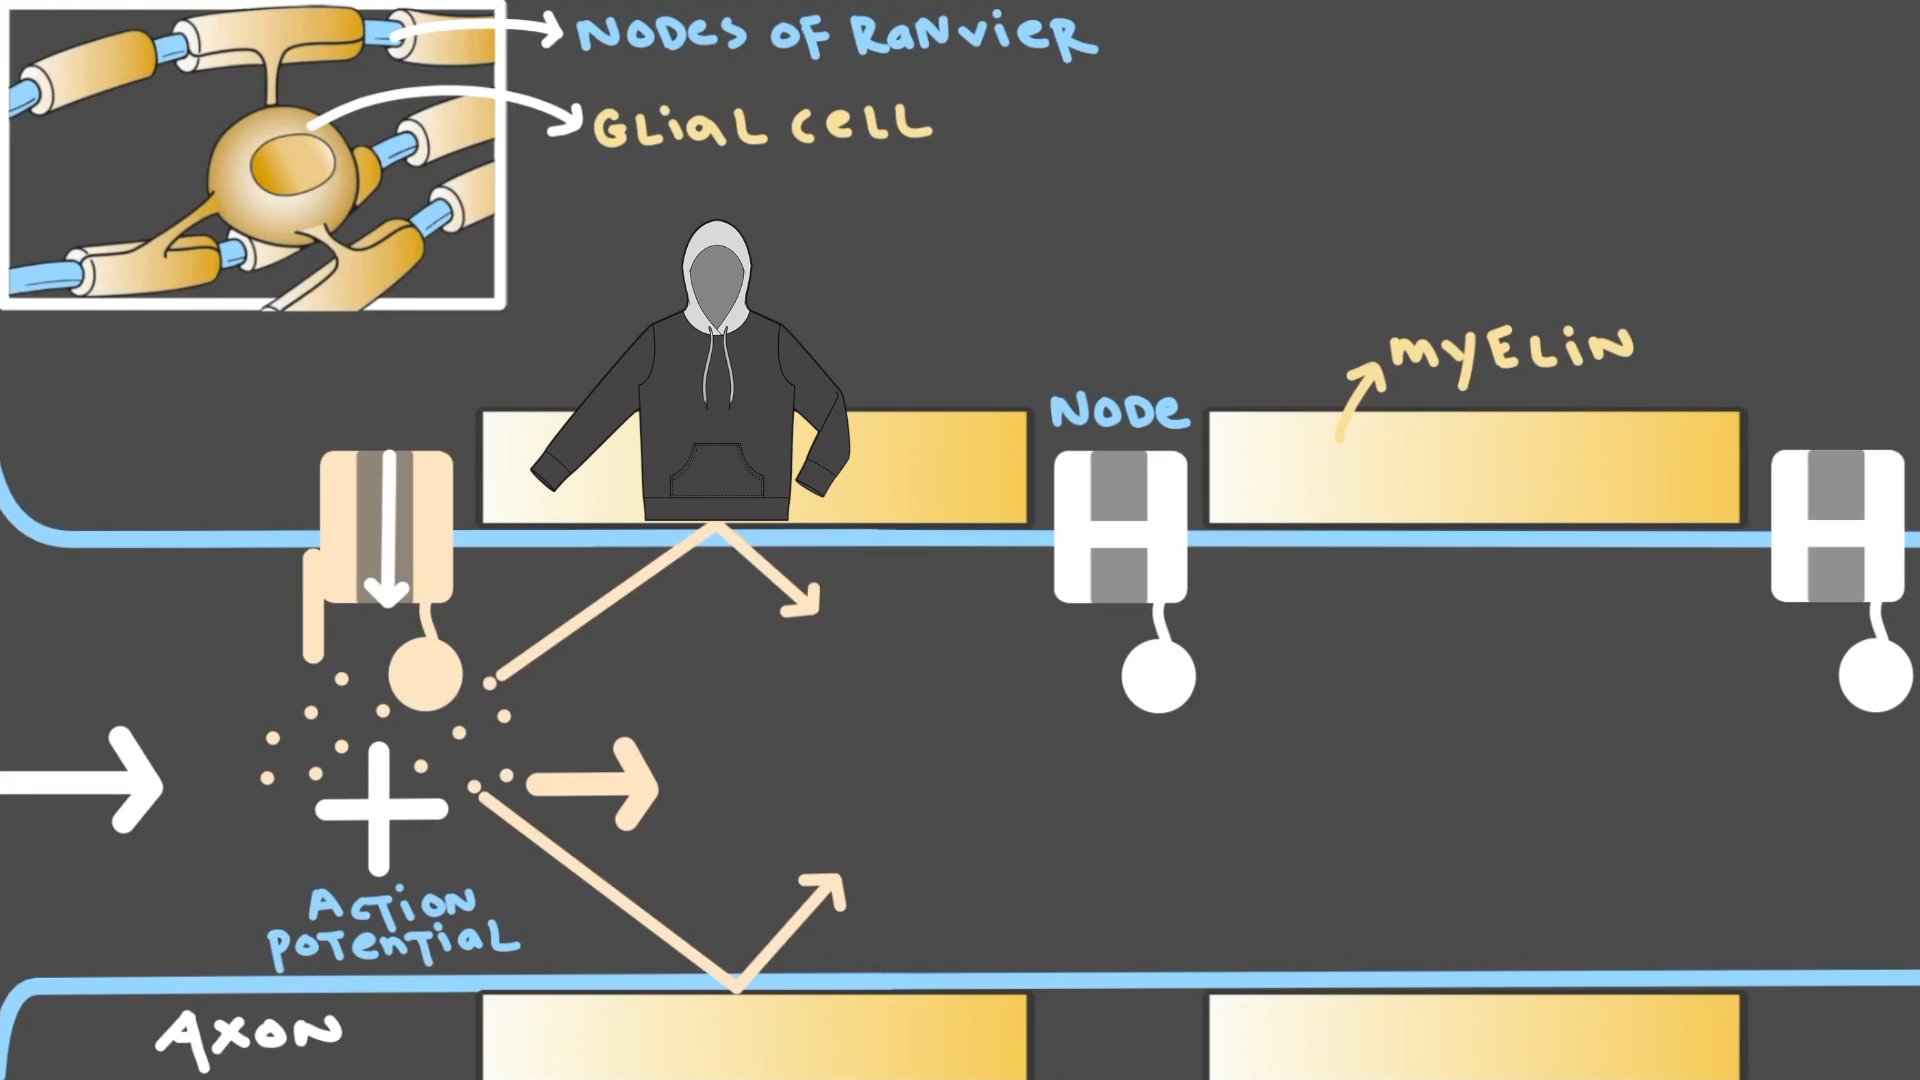 NODES OF RANVIER
GLIAL CELL
MYELIN
NODE
ACTION
POTENTIAL
AXON